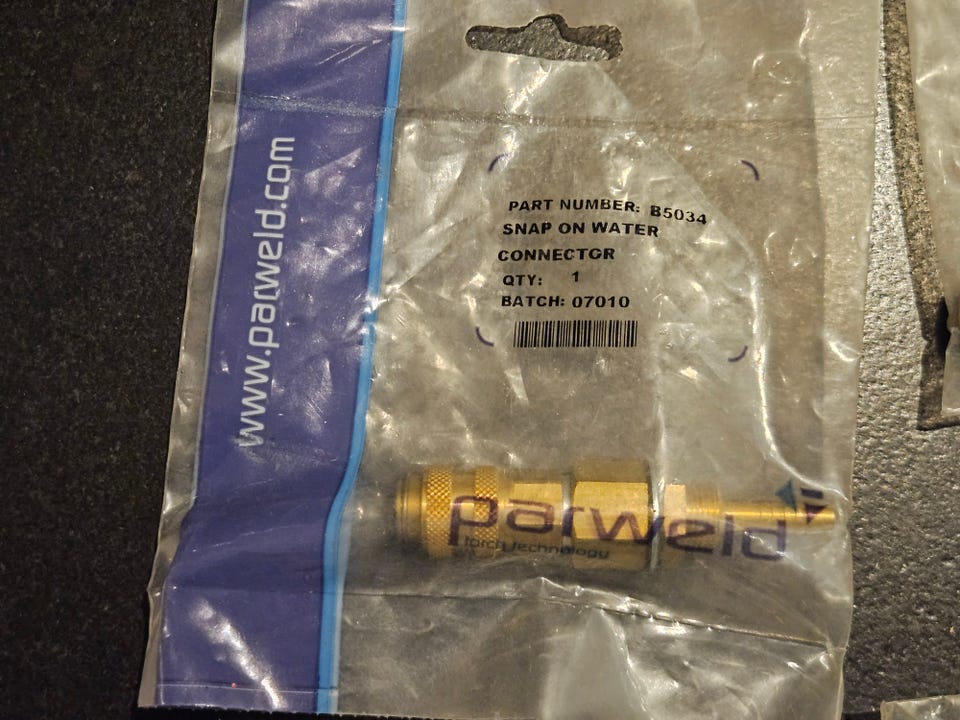 www.parweld.com
PART NUMBER: B5034
SNAP ON WATER
CONNECTOR
QTY: 1
BATCH: 07010
parweld
torch technology